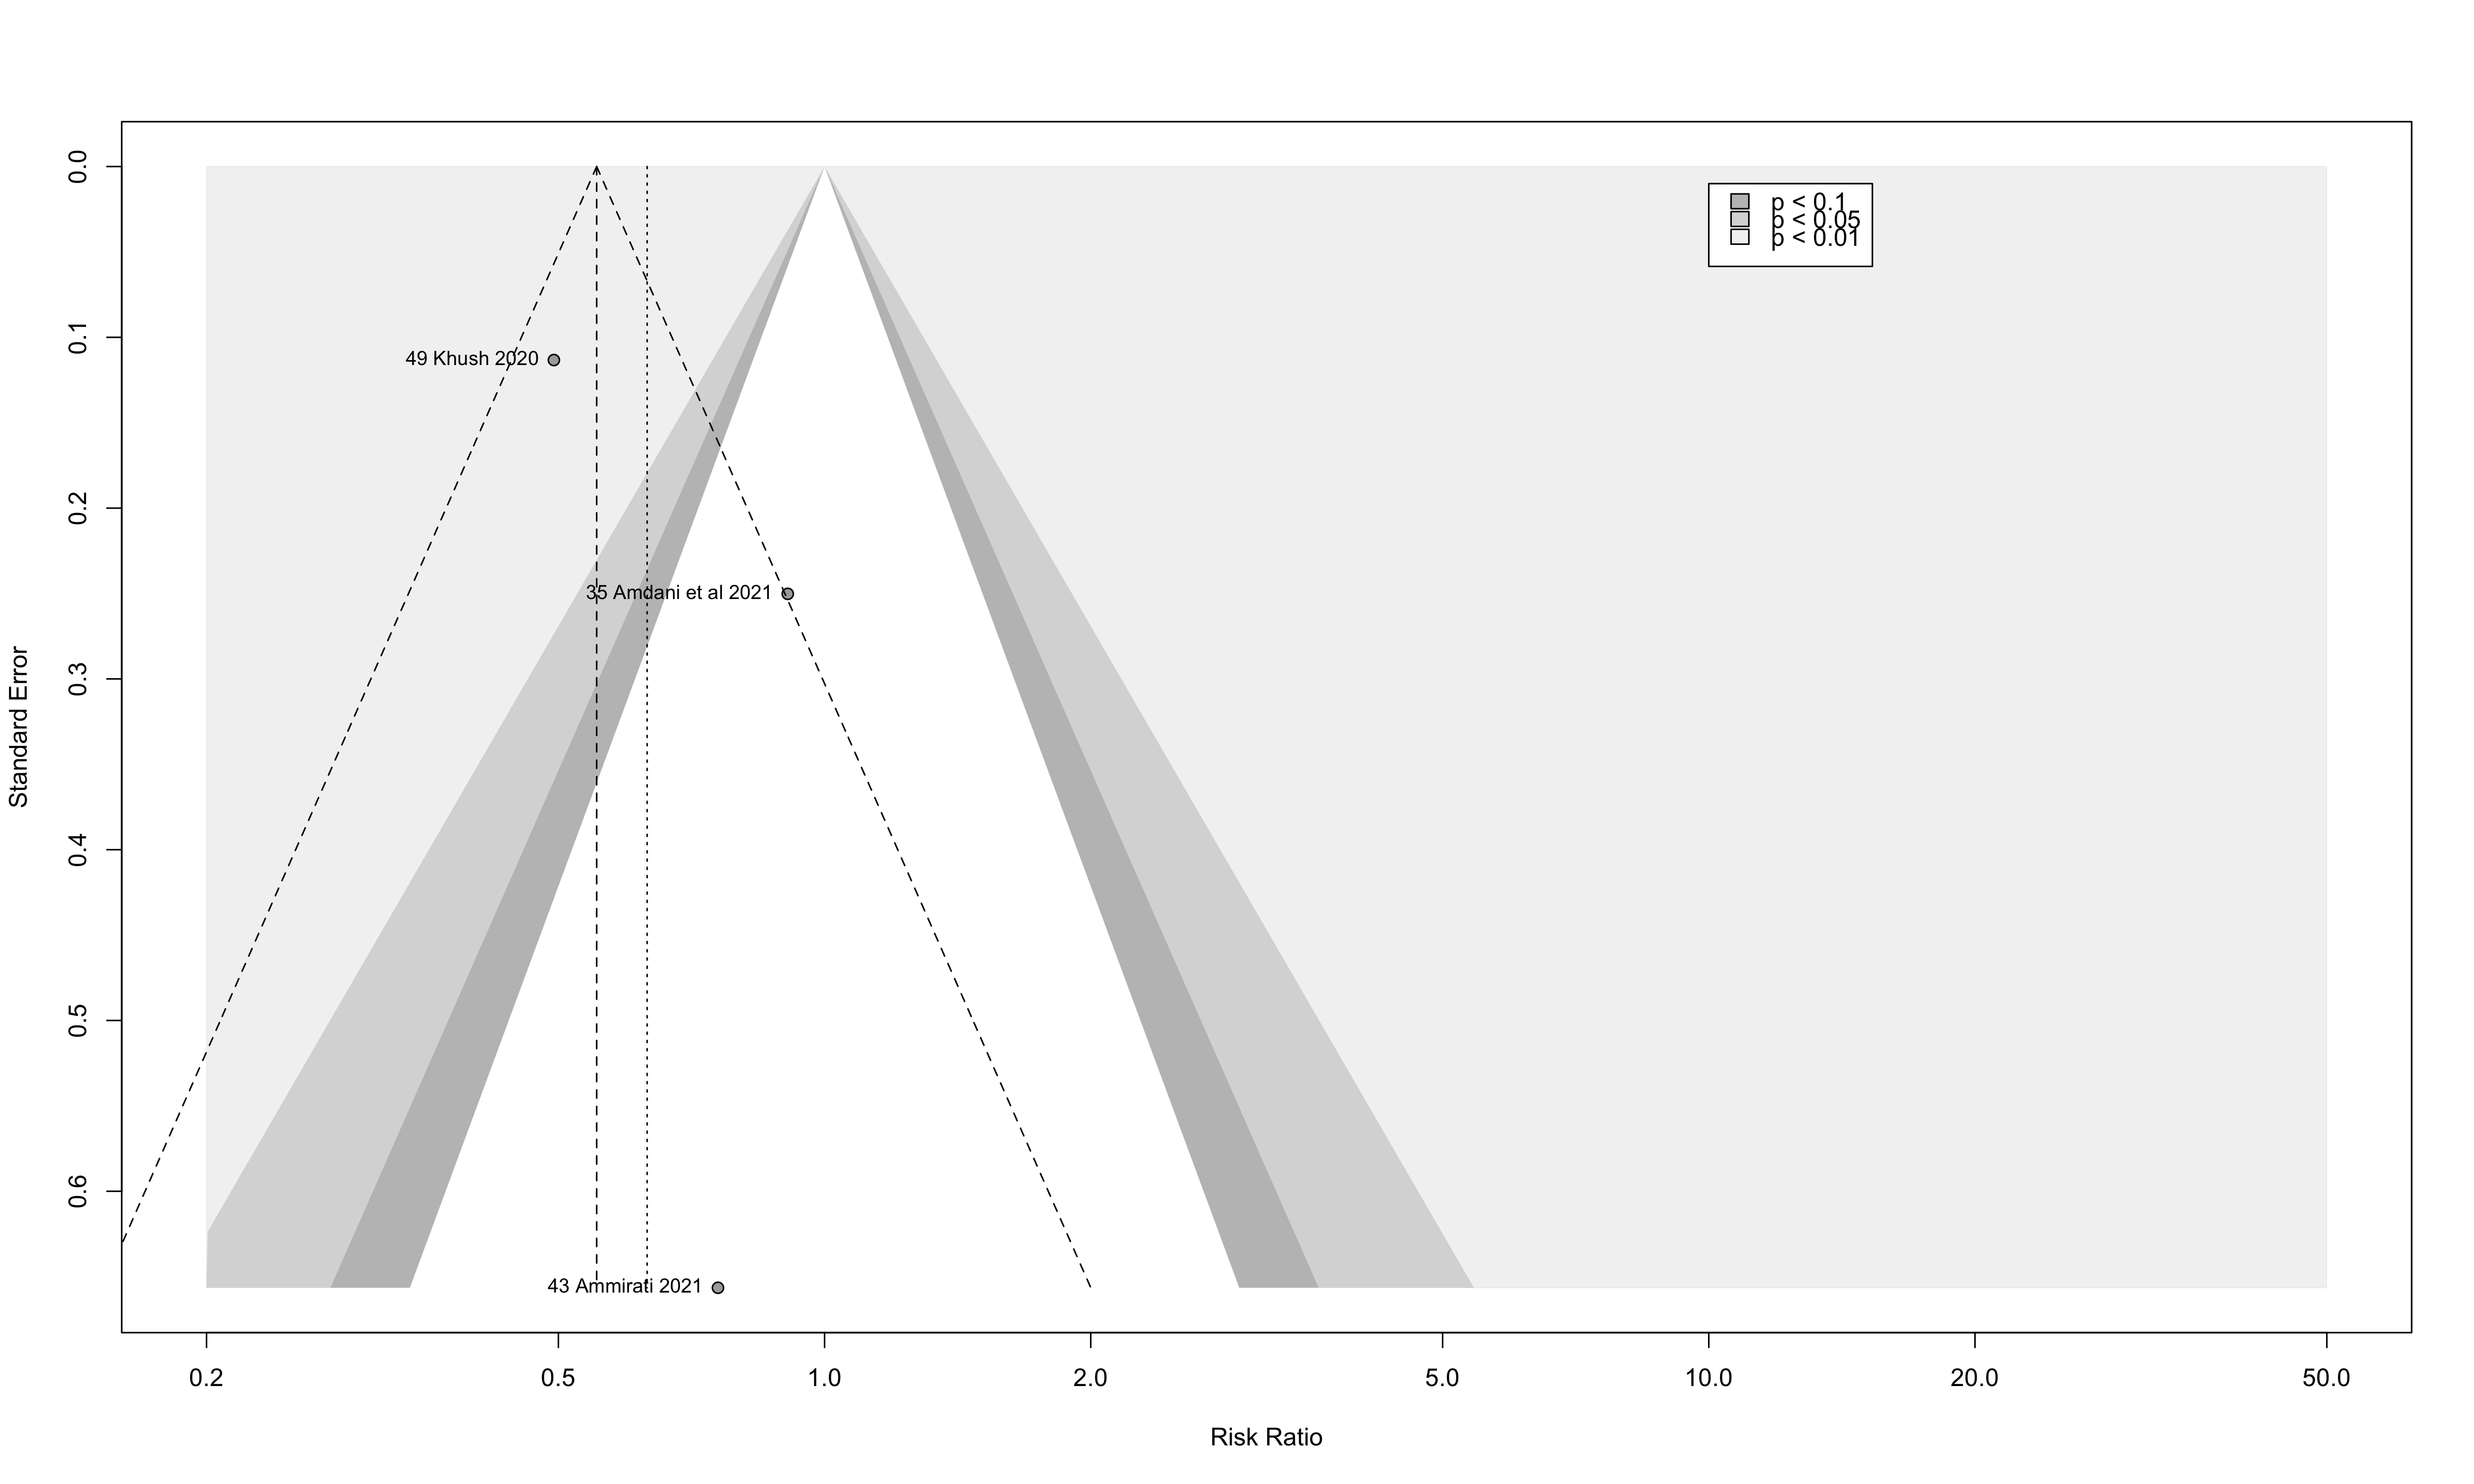 p < 0.1
p < 0.05
p < 0.01
49 Khush 2020
35 Amdani et al 2021
43 Ammirati 2021
Standard Error
0.0
0.1
0.2
0.3
0.4
0.5
0.6
0.2 0.5 1.0 2.0 5.0 10.0 20.0 50.0
Risk Ratio